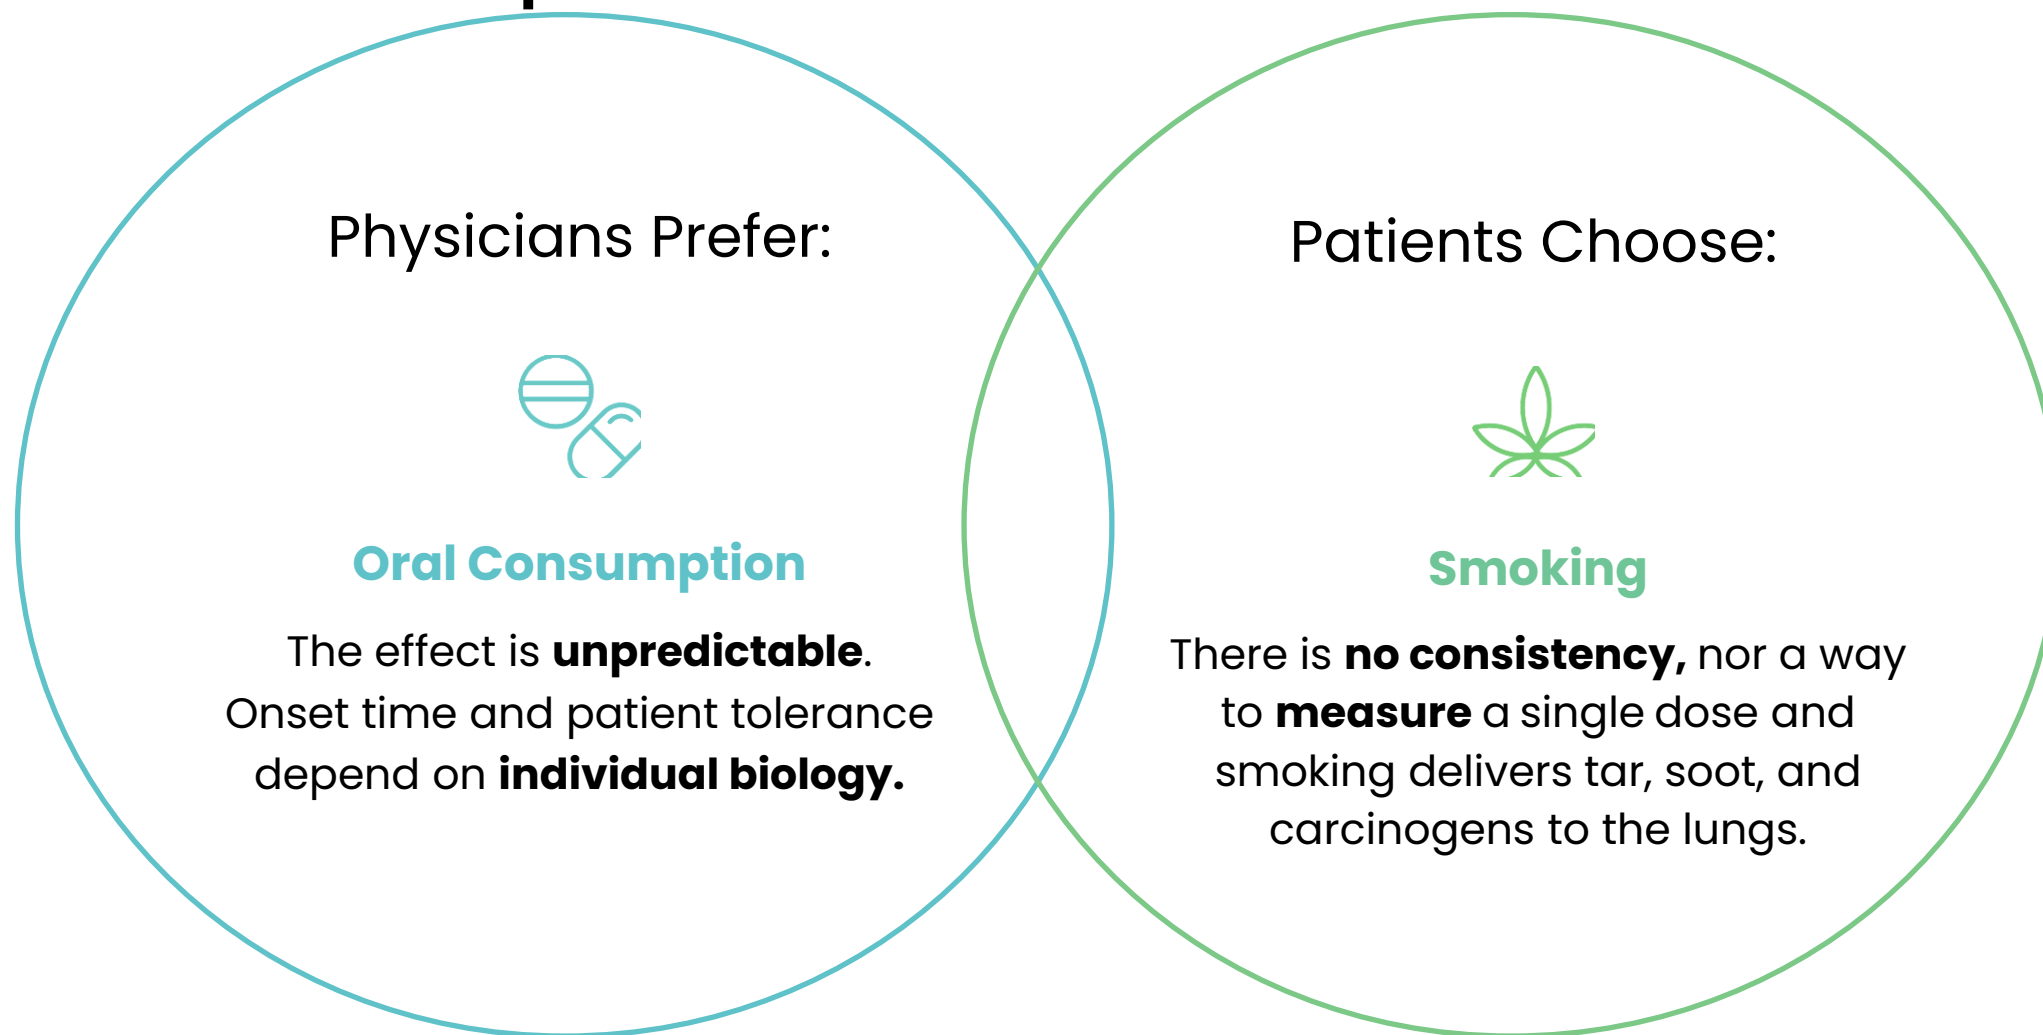 Physicians Prefer:
Oral Consumption
The effect is unpredictable.
Onset time and patient tolerance
depend on individual biology.
Patients Choose:
Smoking
There is no consistency, nor a way
to measure a single dose and
smoking delivers tar, soot, and
carcinogens to the lungs.